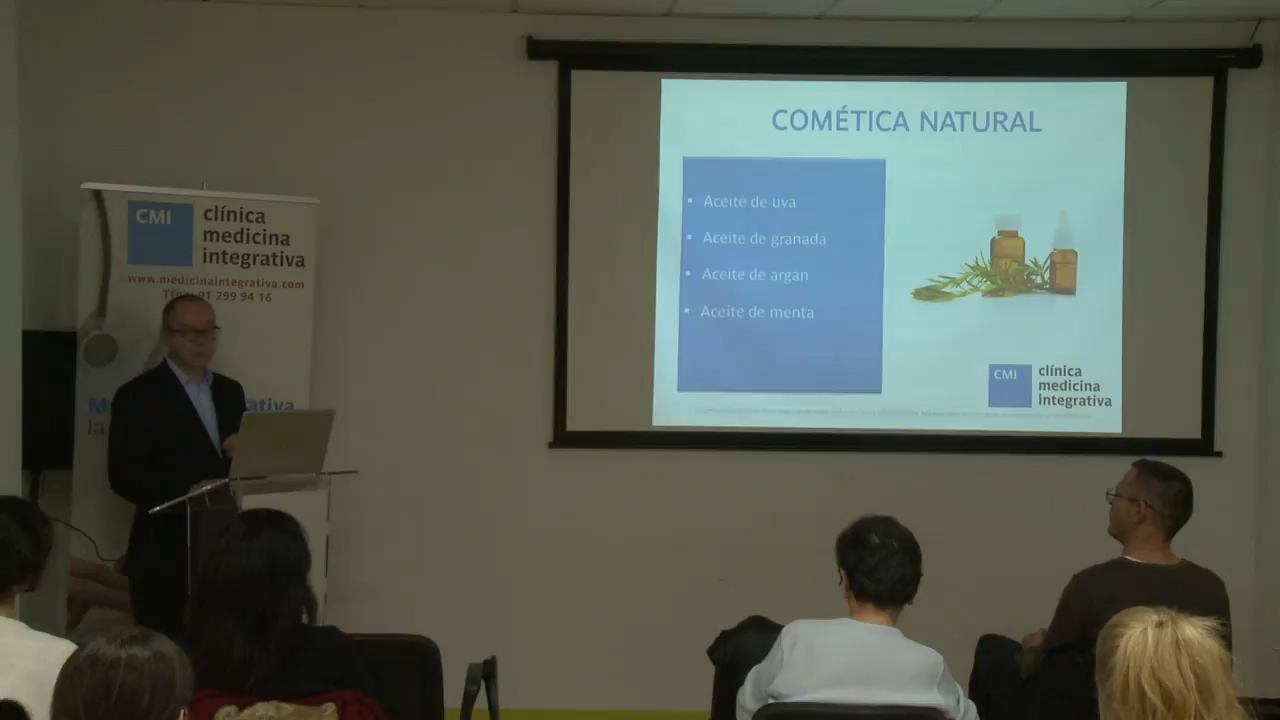 CMI
clínica
medicina
integrativa
www.medicinaintegrativa.com
91 299 94 16
COMÉTICA NATURAL
• Aceite de uva
• Aceite de granada
• Aceite de argán
• Aceite de menta
CMI
clínica
medicina
integrativa